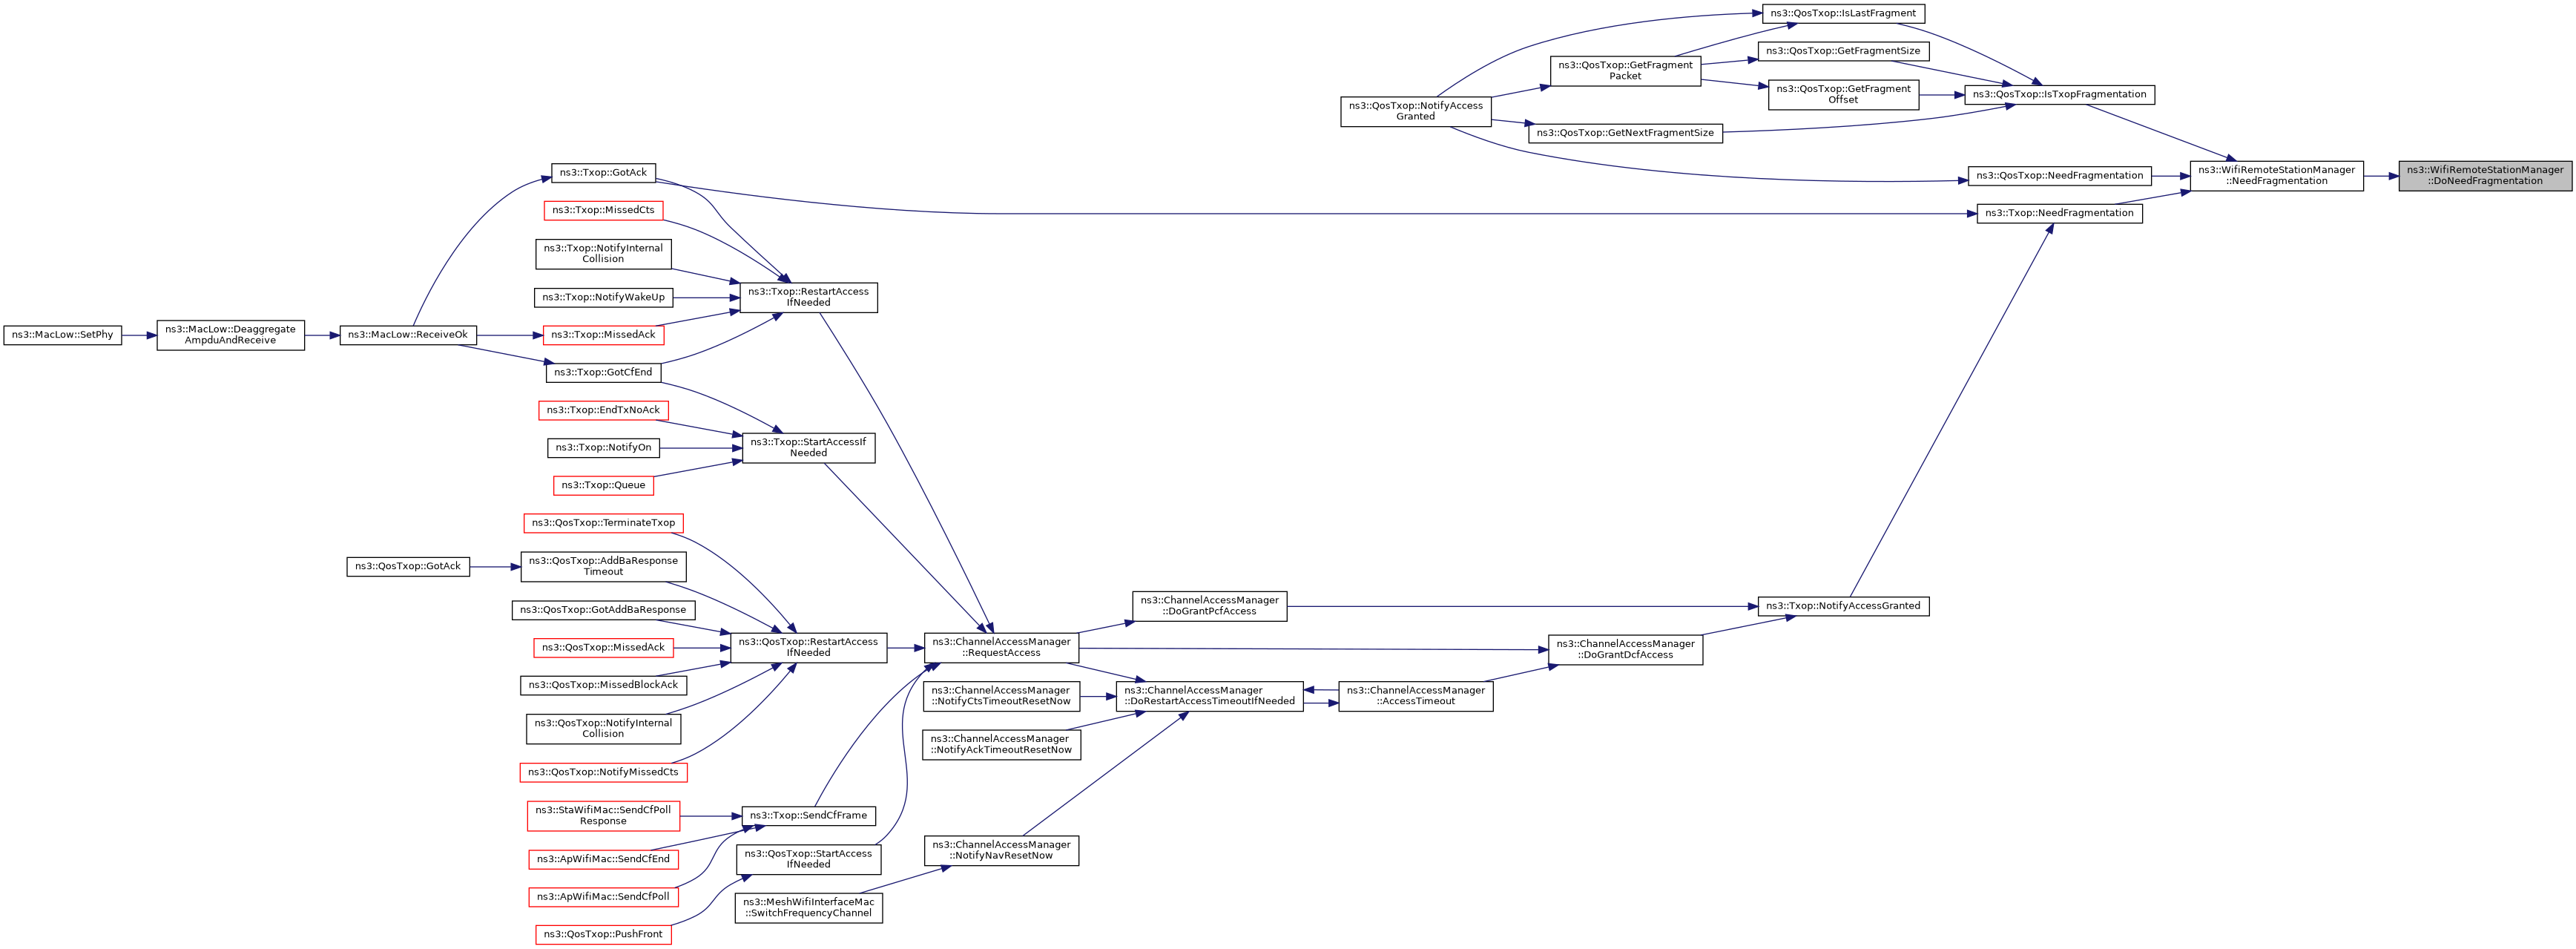 ns3::QosTxop::IsLastFragment
ns3::QosTxop::GetFragmentSize
ns3::QosTxop::GetFragment
Packet
ns3::QosTxop::GetFragment
Offset
ns3::QosTxop::IsTxopFragmentation
ns3::QosTxop::NotifyAccess
Granted
ns3::QosTxop::GetNextFragmentSize
ns3::Txop::GotAck
ns3::QosTxop::NeedFragmentation
ns3::WifiRemoteStationManager
::NeedFragmentation
ns3::WifiRemoteStationManager
::DoNeedFragmentation
ns3::Txop::MissedCts
ns3::Txop::NeedFragmentation
ns3::Txop::NotifyInternal
Collision
ns3::Txop::NotifyWakeUp
ns3::Txop::RestartAccess
IfNeeded
ns3::MacLow::SetPhy
ns3::MacLow::Deaggregate
AmpduAndReceive
ns3::MacLow::ReceiveOk
ns3::Txop::MissedAck
ns3::Txop::GotCfEnd
ns3::Txop::EndTxNoAck
ns3::Txop::NotifyOn
ns3::Txop::StartAccessIf
Needed
ns3::Txop::Queue
ns3::QosTxop::TerminateTxop
ns3::QosTxop::GotAck
ns3::QosTxop::AddBaResponse
Timeout
ns3::QosTxop::GotAddBaResponse
ns3::ChannelAccessManager
::DoGrantPcfAccess
ns3::Txop::NotifyAccessGranted
ns3::QosTxop::MissedAck
ns3::QosTxop::RestartAccess
IfNeeded
ns3::ChannelAccessManager
::RequestAccess
ns3::ChannelAccessManager
::DoGrantDcfAccess
ns3::QosTxop::MissedBlockAck
ns3::ChannelAccessManager
::NotifyCtsTimeoutResetNow
ns3::ChannelAccessManager
::DoRestartAccessTimeoutIfNeeded
ns3::ChannelAccessManager
::AccessTimeout
ns3::QosTxop::NotifyInternal
Collision
ns3::ChannelAccessManager
::NotifyAckTimeoutResetNow
ns3::QosTxop::NotifyMissedCts
ns3::StaWifiMac::SendCfPoll
Response
ns3::Txop::SendCfFrame
ns3::ApWifiMac::SendCfEnd
ns3::QosTxop::StartAccess
IfNeeded
ns3::ChannelAccessManager
::NotifyNavResetNow
ns3::ApWifiMac::SendCfPoll
ns3::MeshWifiInterfaceMac
::SwitchFrequencyChannel
ns3::QosTxop::PushFront